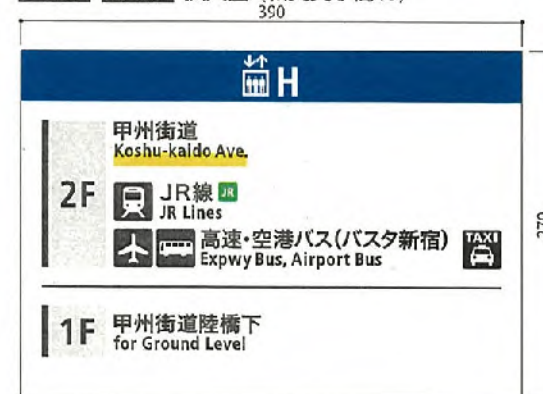 390
H
甲州街道
Koshu-kaido Ave.
2F
JR線 JR
JR Lines
高速・空港バス(バスタ新宿) TAXI
Expwy Bus, Airport Bus
1F
甲州街道陸橋下
for Ground Level
270